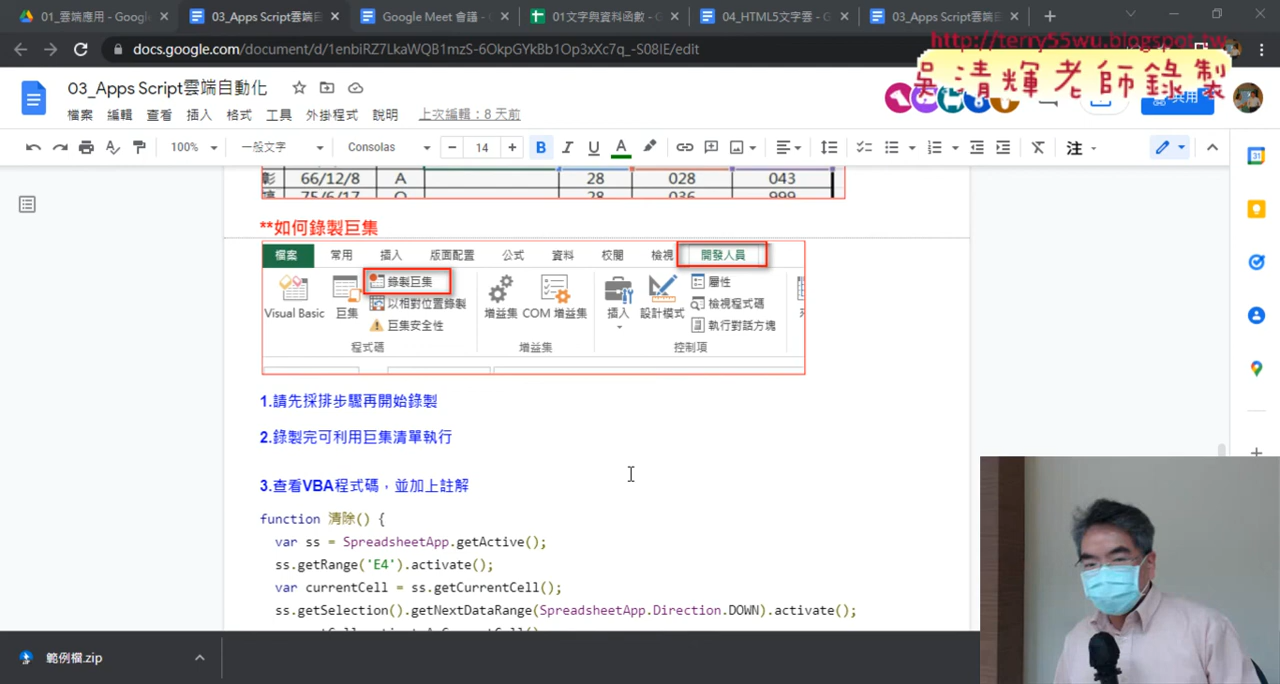 01_雲端應用 - Google
03_Apps Script雲端自
Google Meet 會議 -
01文字與資料函數 - G
04_HTML5文字雲 - G
03_Apps Script雲端自
docs.google.com/document/d/1enbiRZ7LkaWQB1mzS-6OkpGYkBb1Op3xXc7q_-S08IE/edit
http://terry55wu.blogspot.tw
吳清輝老師錄製
03_Apps Script雲端自動化
檔案 編輯 查看 插入 格式 工具 外掛程式 說明 上次編輯：8 天前
共用
100% 一般文字 Consolas 14 B I U A 注
彰 66/12/8 A 28 028 043
75/6/17 28 036 999
**如何錄製巨集
檔案 常用 插入 版面配置 公式 資料 校閱 檢視 開發人員
錄製巨集 屬性
以相對位置錄製 檢視程式碼
Visual Basic 巨集 增益集 COM 增益集 插入 設計模式
巨集安全性 執行對話方塊
程式碼 增益集 控制項
1.請先採排步驟再開始錄製
2.錄製完可利用巨集清單執行
3.查看VBA程式碼，並加上註解
function 清除() {
var ss = SpreadsheetApp.getActive();
ss.getRange('E4').activate();
var currentCell = ss.getCurrentCell();
ss.getSelection().getNextDataRange(SpreadsheetApp.Direction.DOWN).activate();
範例檔.zip